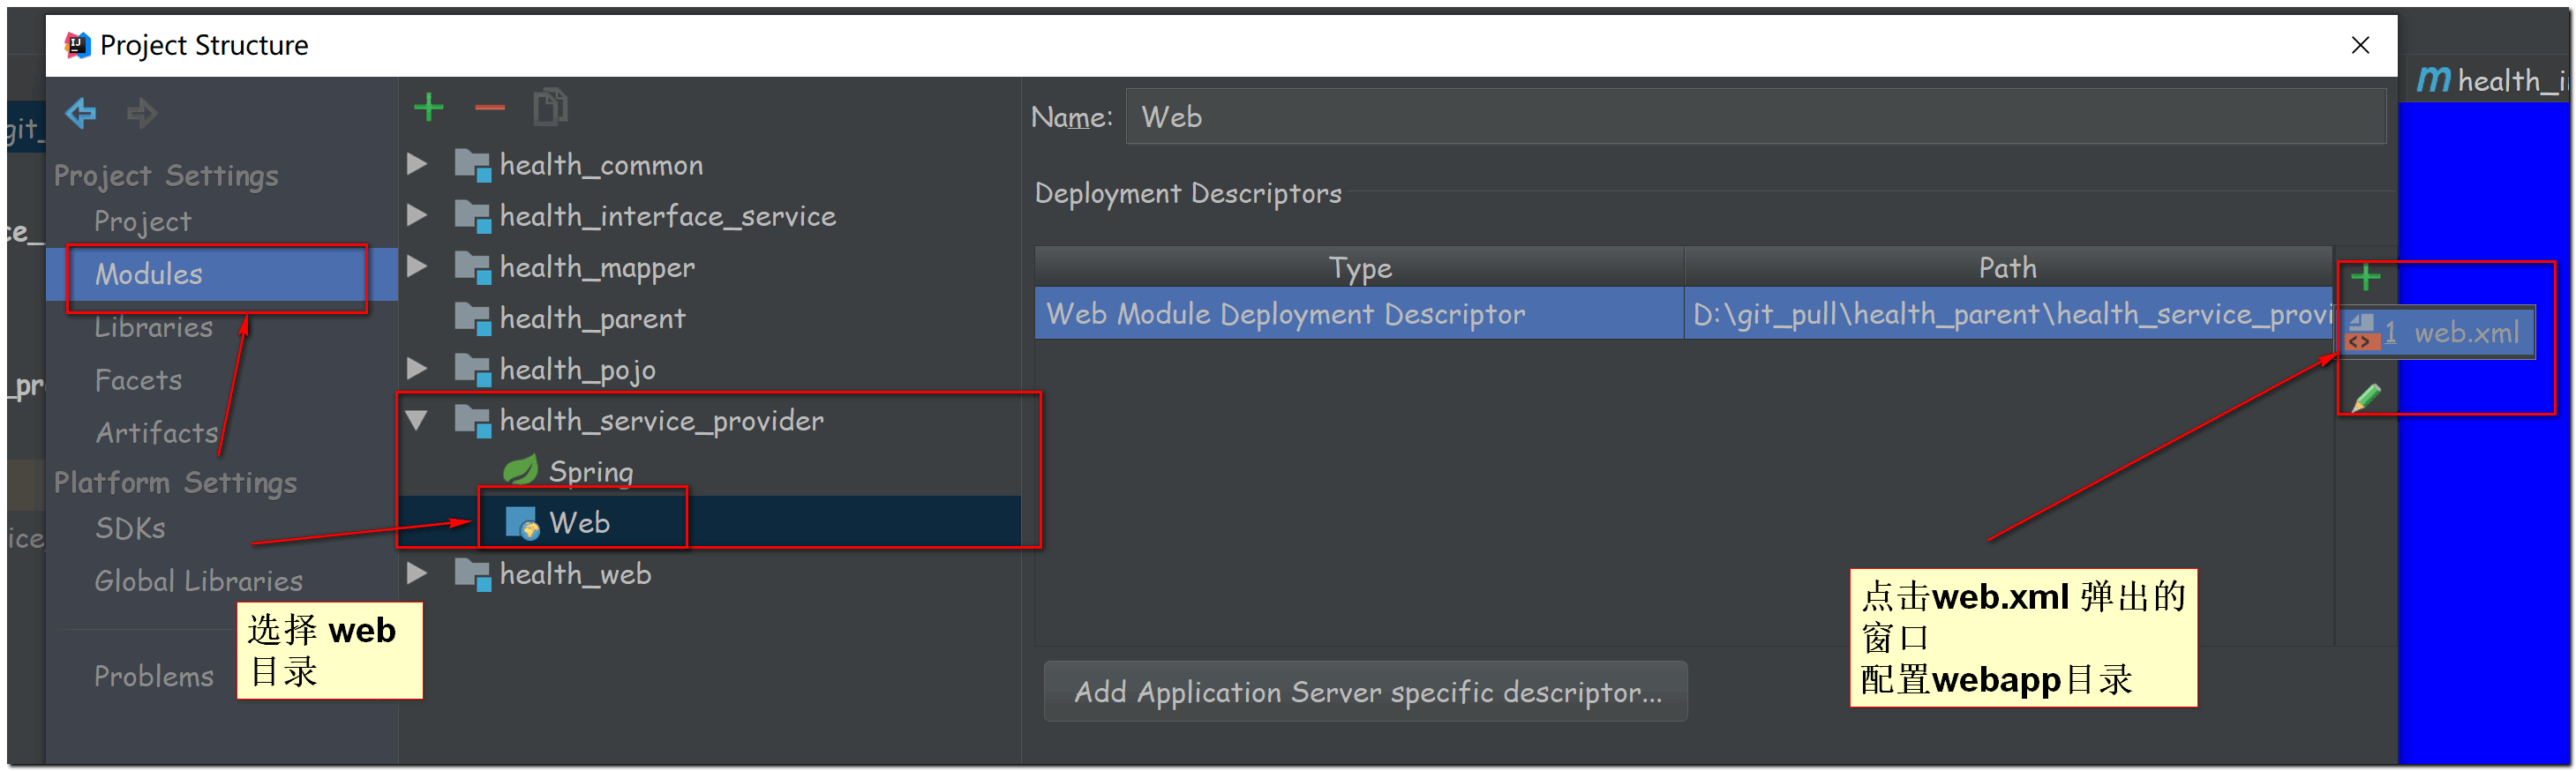 Project Structure
health_i
git_
Project Settings
Project
ce_
Modules
Libraries
_pr
Facets
Artifacts
Platform Settings
SDKs
ice
Global Libraries
Problems
health_common
health_interface_service
health_mapper
health_parent
health_pojo
health_service_provider
Spring
Web
health_web
Name: Web
Deployment Descriptors
Type Path
Web Module Deployment Descriptor D:\git_pull\health_parent\health_service_provi
1 web.xml
Add Application Server specific descriptor...
选择 web
目录
点击web.xml 弹出的
窗口
配置webapp目录